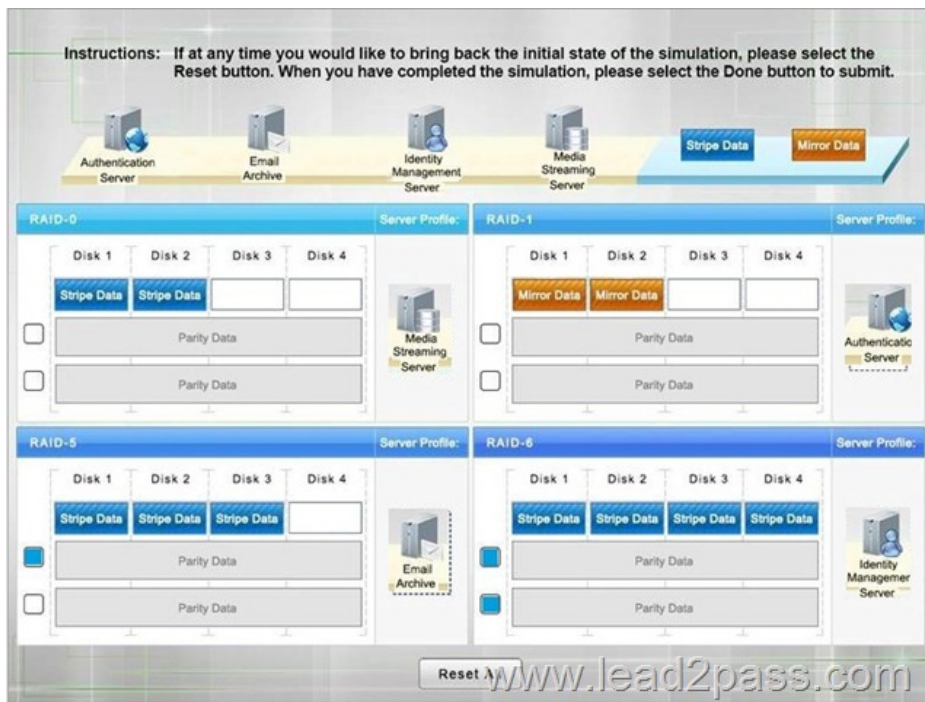 Instructions: If at any time you would like to bring back the initial state of the simulation, please select the
Reset button. When you have completed the simulation, please select the Done button to submit.
Authentication
Server
Email
Archive
Identity
Management
Server
Media
Streaming
Server
Stripe Data
Mirror Data
RAID-0 Server Profile:
Disk 1 Disk 2 Disk 3 Disk 4
Stripe Data Stripe Data
Parity Data
Parity Data
Media
Streaming
Server
RAID-1 Server Profile:
Disk 1 Disk 2 Disk 3 Disk 4
Mirror Data Mirror Data
Parity Data
Parity Data
Authenticatic
Server
RAID-5 Server Profile:
Disk 1 Disk 2 Disk 3 Disk 4
Stripe Data Stripe Data Stripe Data
Parity Data
Parity Data
Email
Archive
RAID-6 Server Profile:
Disk 1 Disk 2 Disk 3 Disk 4
Stripe Data Stripe Data Stripe Data Stripe Data
Parity Data
Parity Data
Identity
Managemer
Server
Reset
www.lead2pass.com